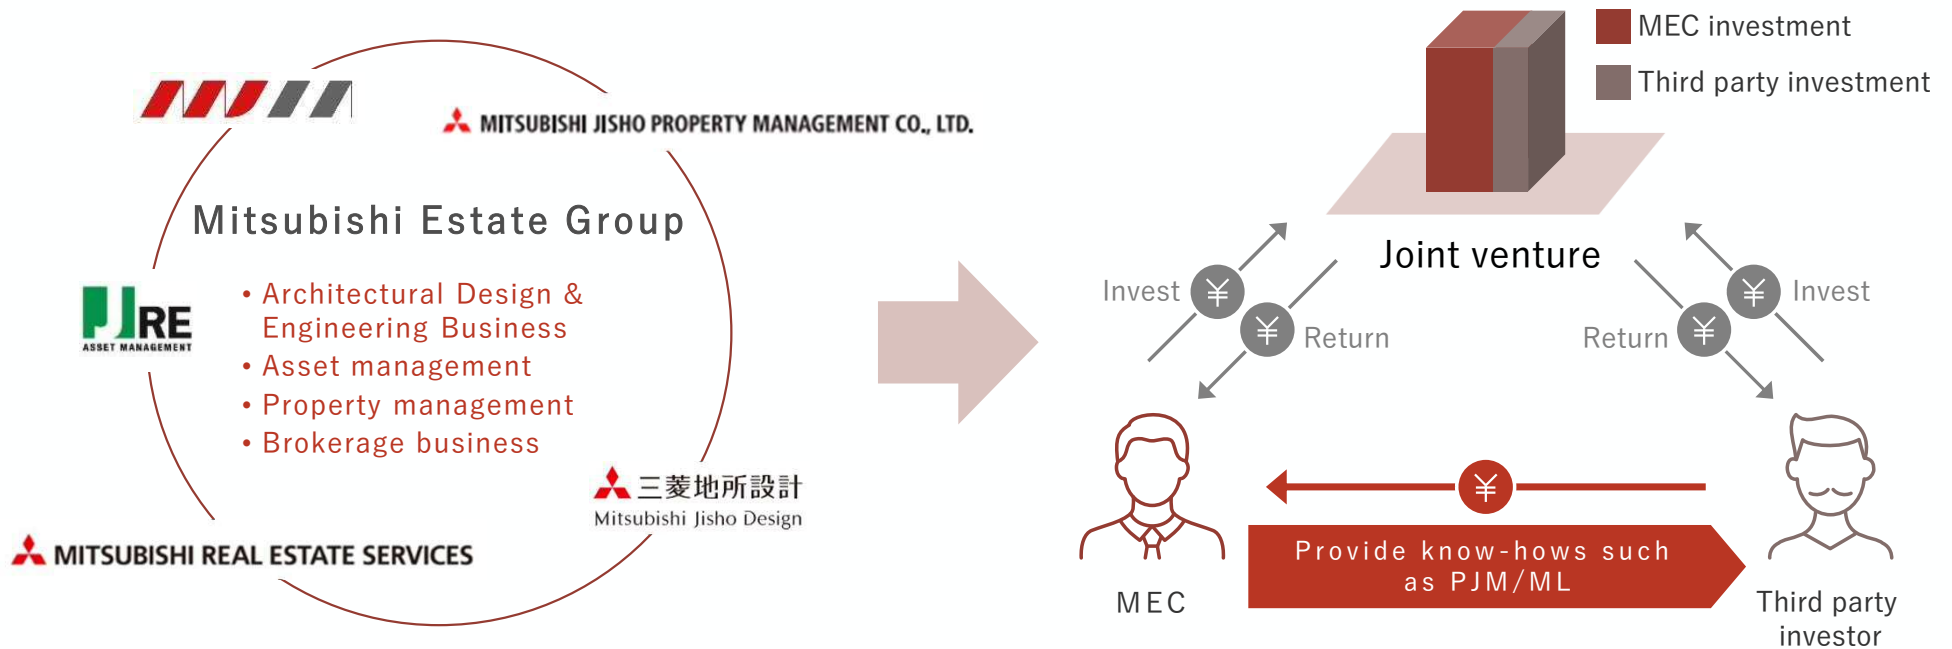 MITSUBISHI JISHO PROPERTY MANAGEMENT CO., LTD.
Mitsubishi Estate Group
• Architectural Design &
Engineering Business
• Asset management
• Property management
• Brokerage business
RE
ASSET MANAGEMENT
三菱地所設計
Mitsubishi Jisho Design
MITSUBISHI REAL ESTATE SERVICES
MEC investment
Third party investment
Joint venture
Invest
¥
¥
Return
Return
¥
¥
Invest
¥
Provide know-hows such
as PJM/ML
MEC
Third party
investor